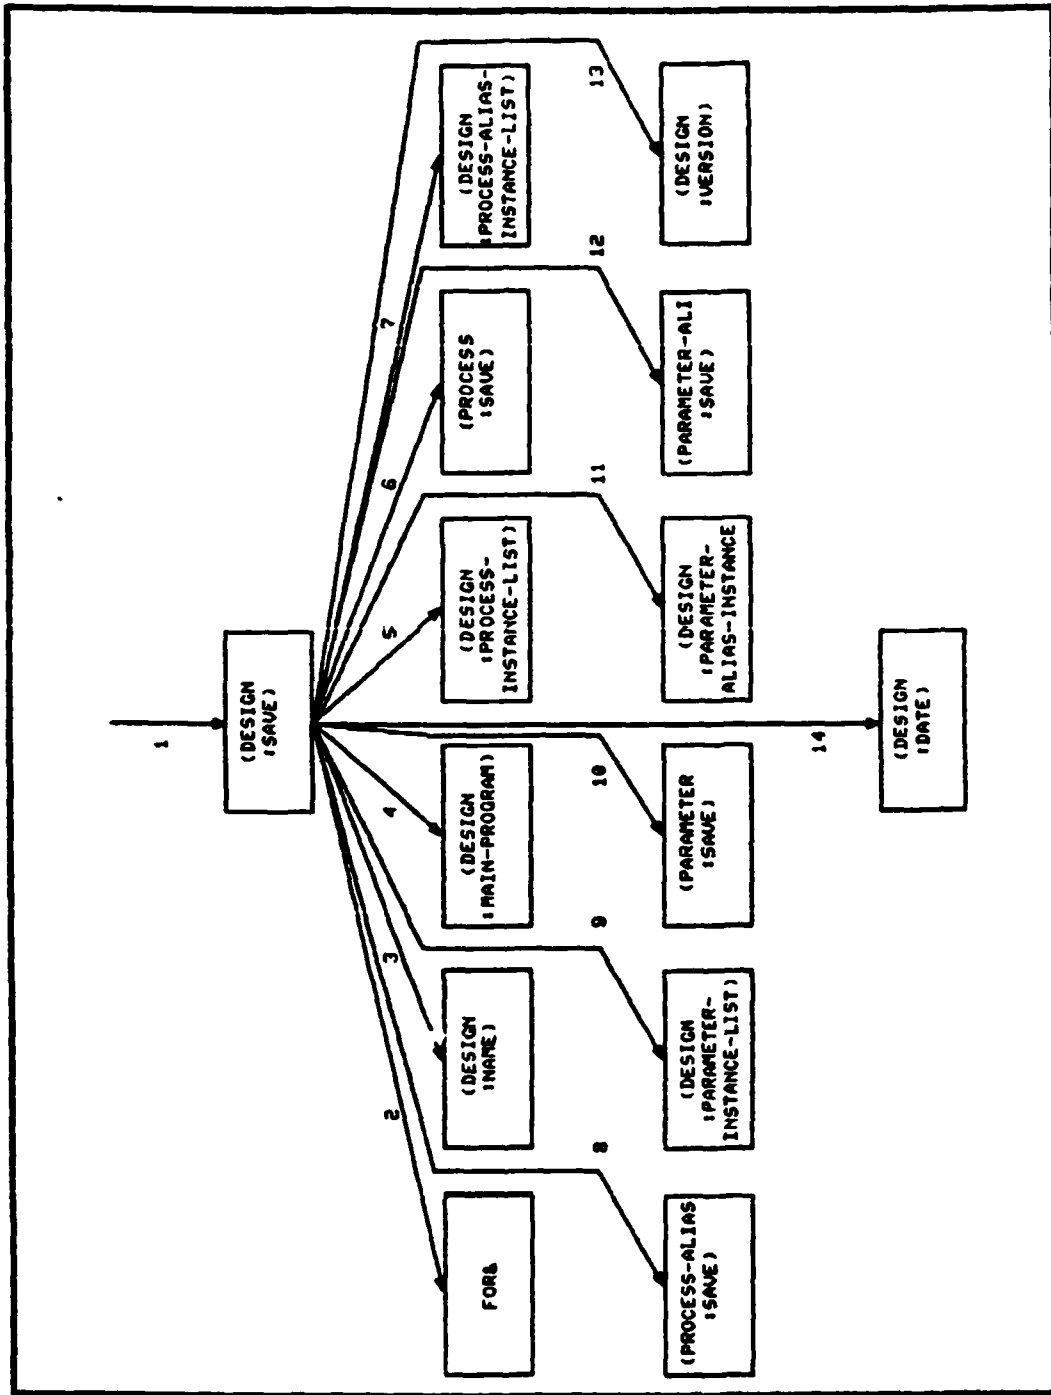 1
(DESIGN
:SAVE)
2
3
4
5
6
7
FOR&
(DESIGN
:NAME)
(DESIGN
:MAIN-PROGRAM)
(DESIGN
:PROCESS-
INSTANCE-LIST)
(PROCESS
:SAVE)
(DESIGN
:PROCESS-ALIAS-
INSTANCE-LIST)
8
9
10
11
12
13
(PROCESS-ALIAS
:SAVE)
(DESIGN
:PARAMETER-
INSTANCE-LIST)
(PARAMETER
:SAVE)
(DESIGN
:PARAMETER-
ALIAS-INSTANCE
(PARAMETER-ALI
:SAVE)
(DESIGN
:VERSION)
14
(DESIGN
:DATE)